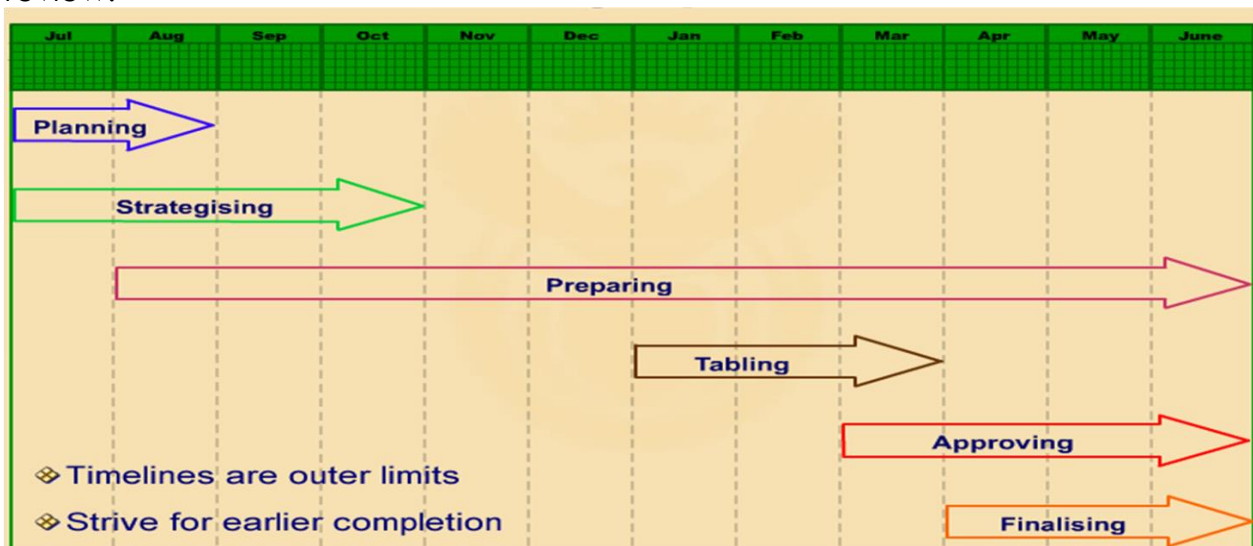 Jul Aug Sep Oct Nov Dec Jan Feb Mar Apr May June
Planning
Strategising
Preparing
Tabling
Approving
Timelines are outer limits
Strive for earlier completion
Finalising